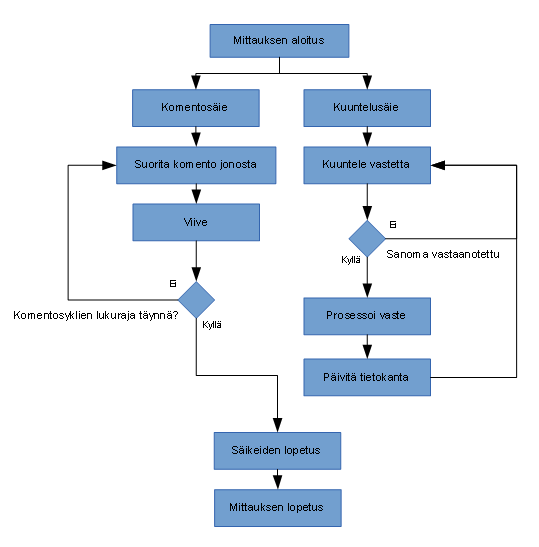 Mittauksen aloitus
Komentosäie
Kuuntelusäie
Suorita komento jonosta
Kuuntele vastetta
Viive
Ei
Sanoma vastaanotettu
Kyllä
Ei
Komentosyklien lukuraja täynnä?
Kyllä
Prosessoi vaste
Päivitä tietokanta
Säikeiden lopetus
Mittauksen lopetus